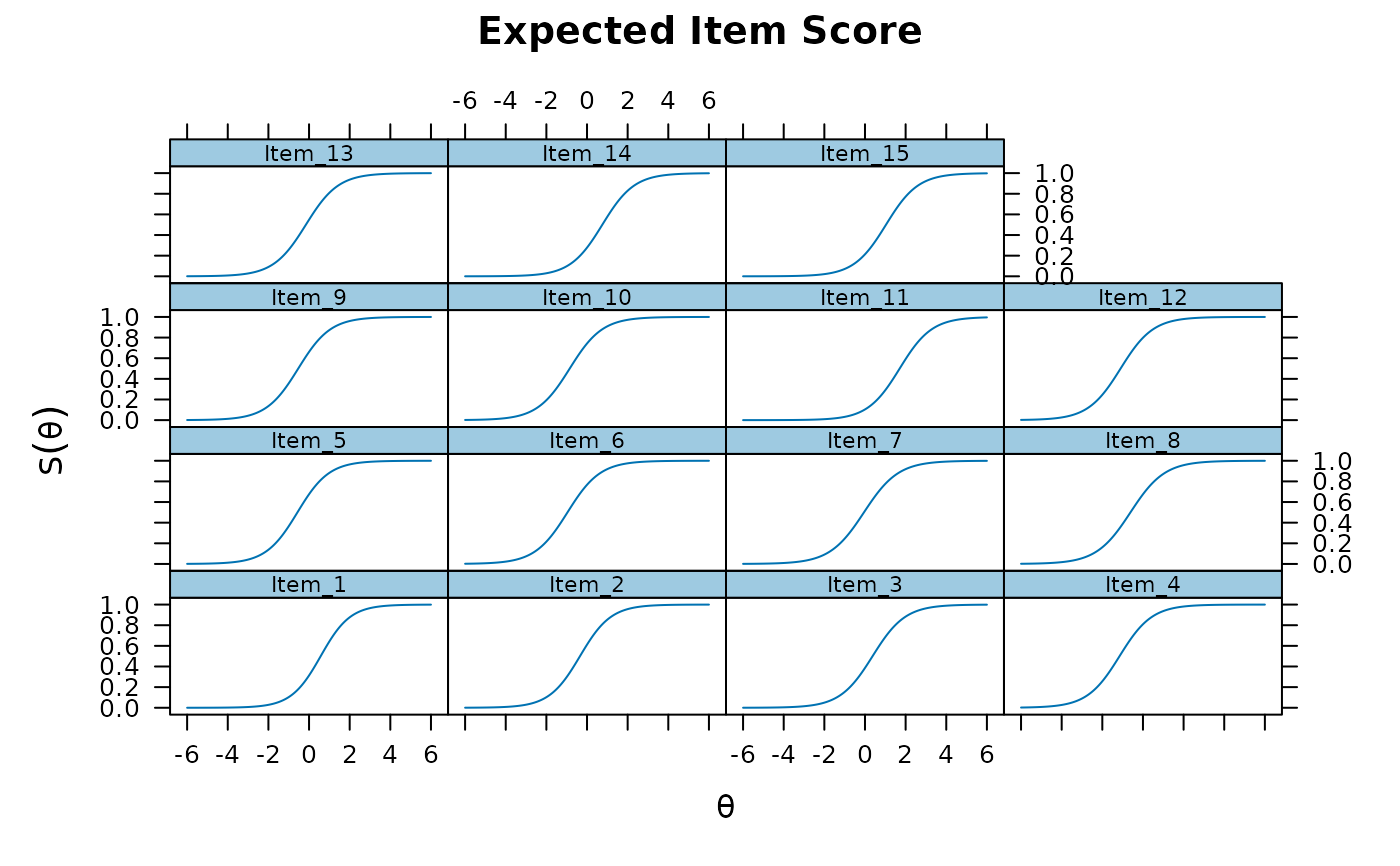 Expected Item Score
-6 -4 -2 0 2 4 6
Item_13 Item_14 Item_15
1.0
0.8
0.6
0.4
0.2
0.0
Item_9 Item_10 Item_11 Item_12
1.0
0.8
0.6
0.4
0.2
0.0
S(θ)
Item_5 Item_6 Item_7 Item_8
1.0
0.8
0.6
0.4
0.2
0.0
Item_1 Item_2 Item_3 Item_4
1.0
0.8
0.6
0.4
0.2
0.0
-6 -4 -2 0 2 4 6 -6 -4 -2 0 2 4 6
θ